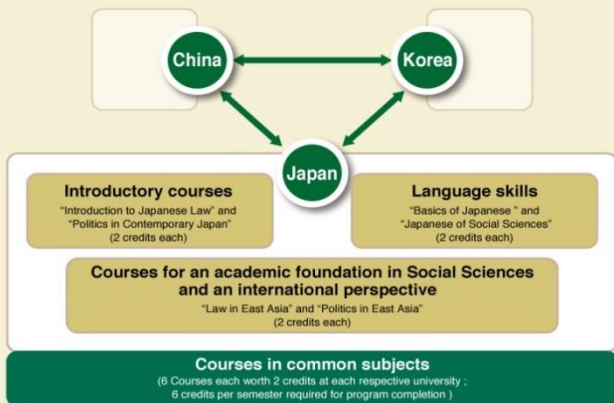 China
Korea
Japan
Introductory courses
"Introduction to Japanese Law" and
"Politics in Contemporary Japan"
(2 credits each)
Language skills
"Basics of Japanese " and
"Japanese of Social Sciences"
(2 credits each)
Courses for an academic foundation in Social Sciences
and an international perspective
"Law in East Asia" and "Politics in East Asia"
(2 credits each)
Courses in common subjects
(6 Courses each worth 2 credits at each respective university ;
6 credits per semester required for program completion )